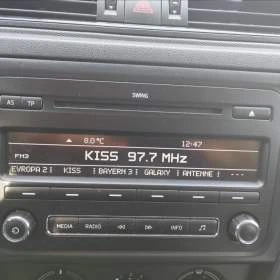 SWING
AS TP
8.0°C 12:47
FM3 KISS 97.7 MHz
EVROPA 2 KISS BAYERN 3 GALAXY ANTENNE ...
MEDIA RADIO INFO